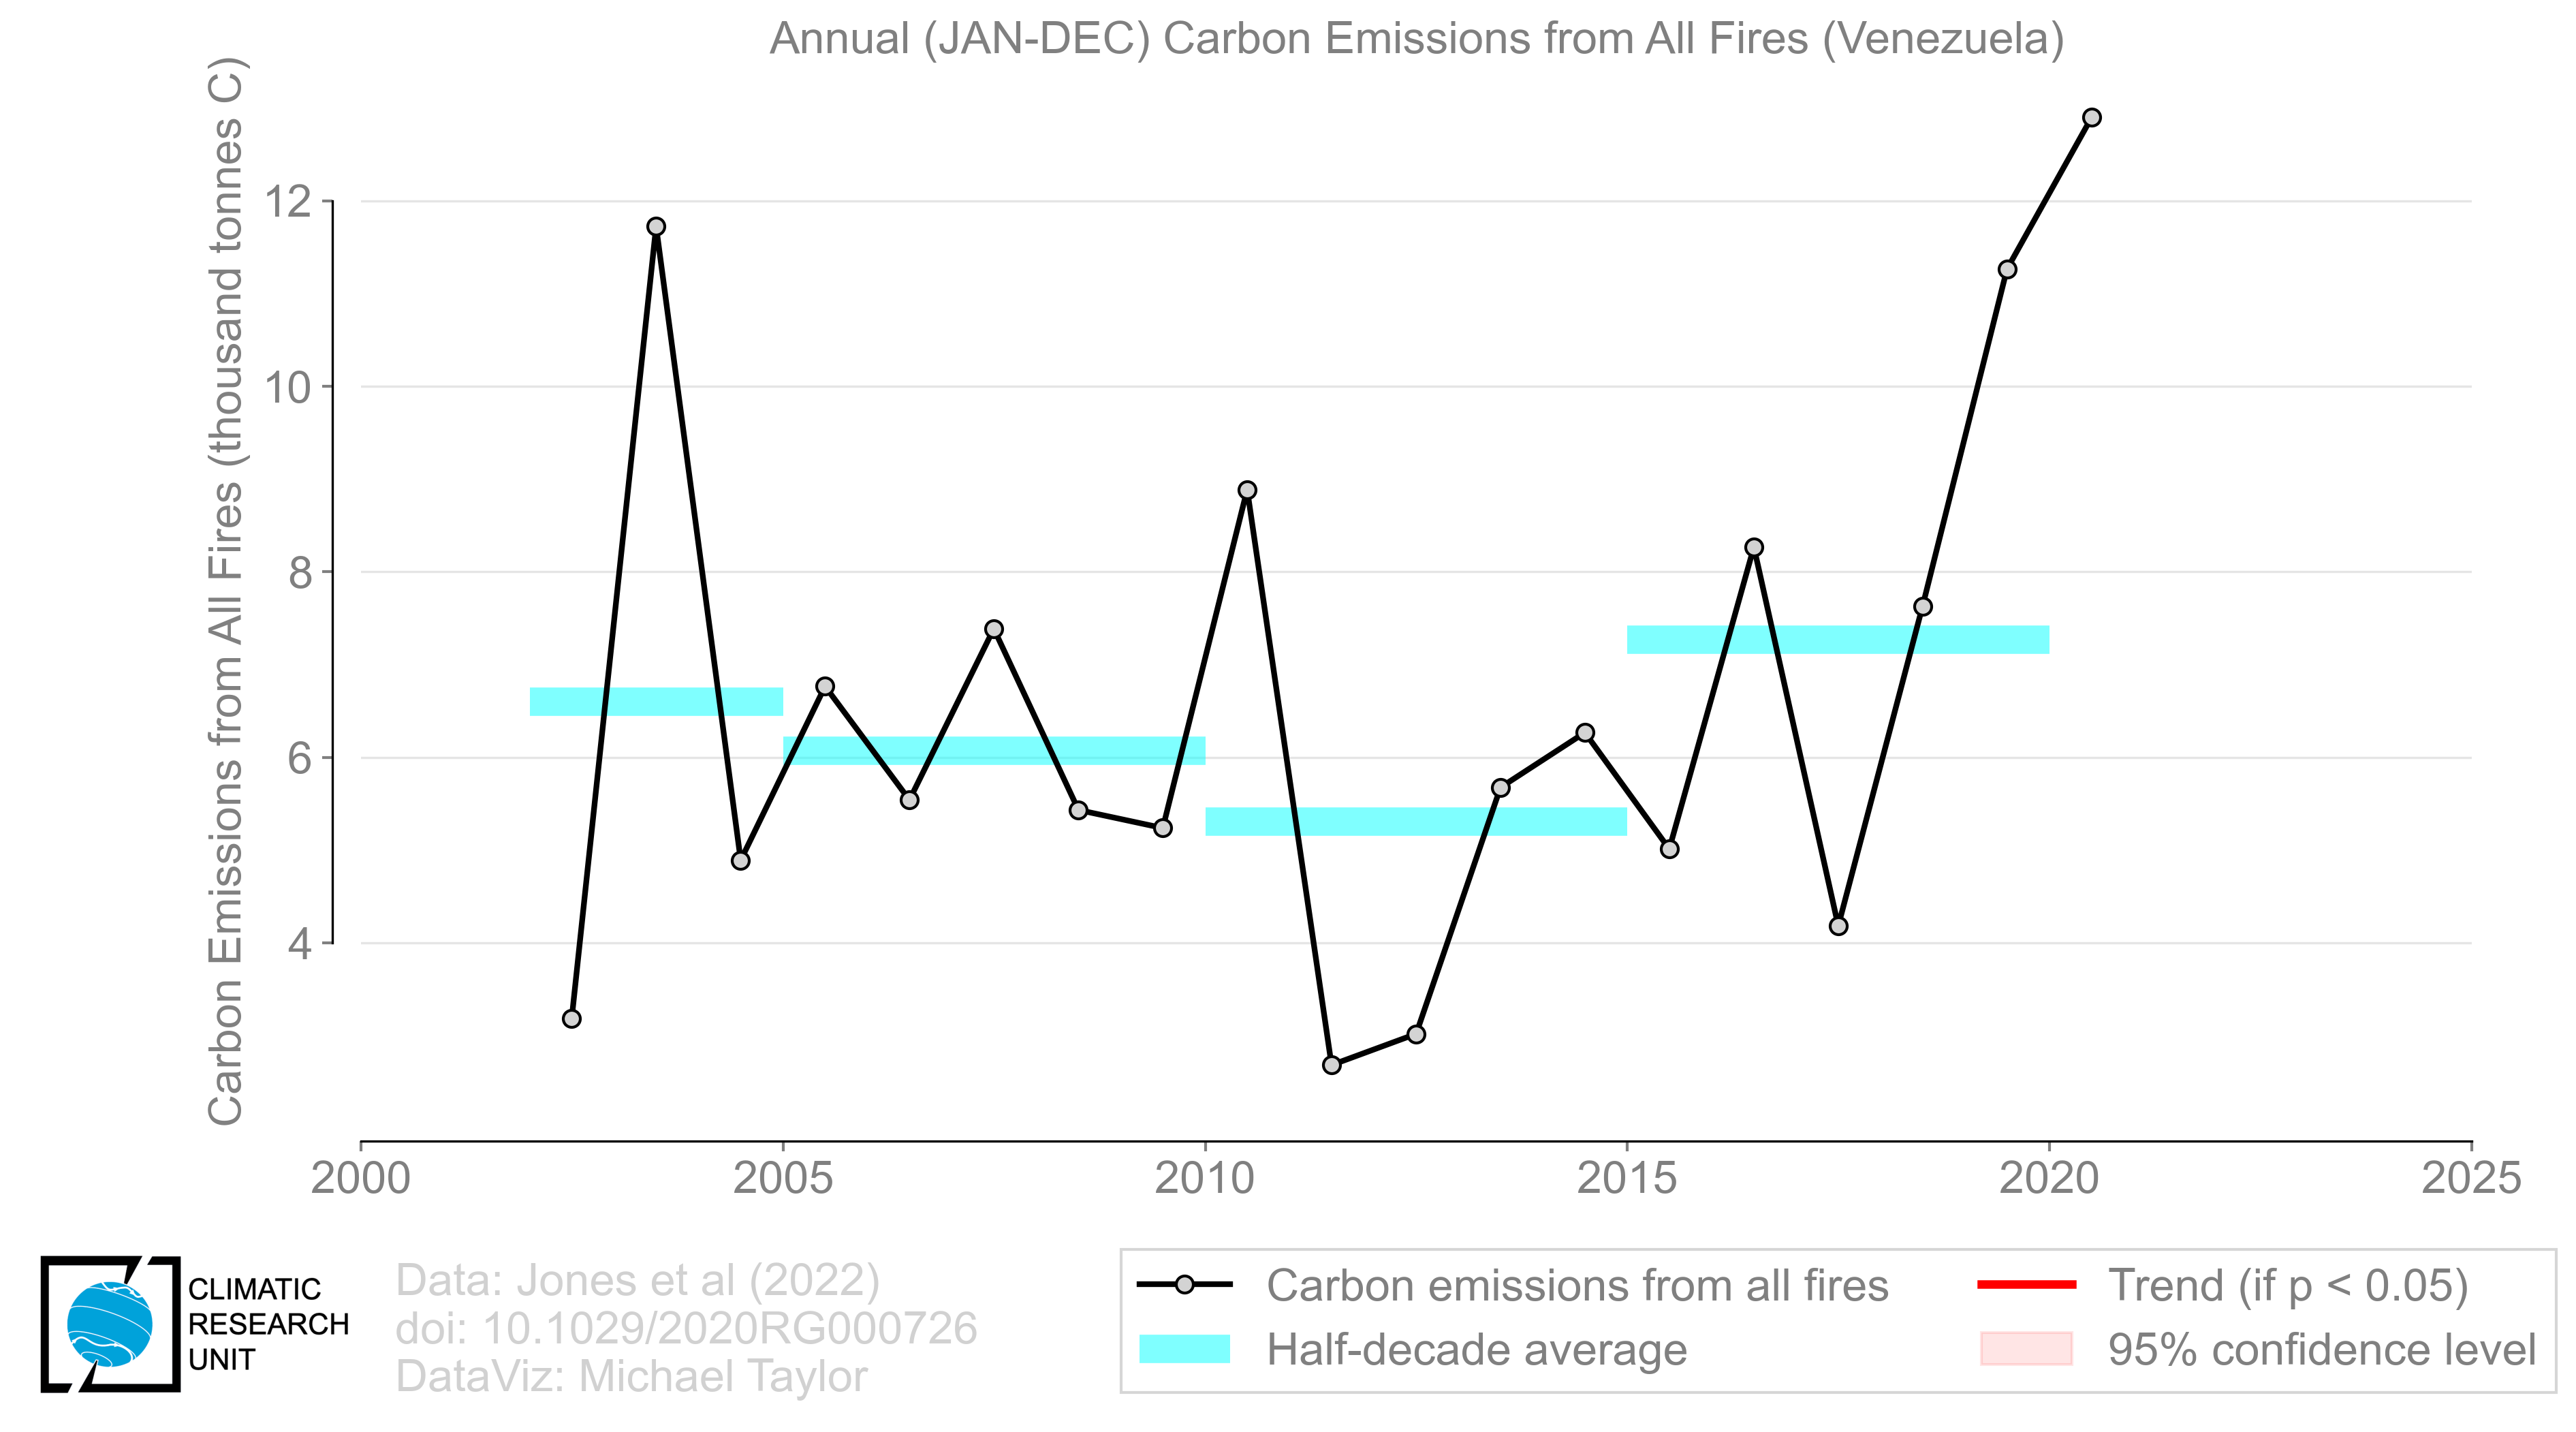 Annual (JAN-DEC) Carbon Emissions from All Fires (Venezuela)
Carbon Emissions from All Fires (thousand tonnes C)
12
10
8
6
4
2000 2005 2010 2015 2020 2025
CLIMATIC
RESEARCH
UNIT
Data: Jones et al (2022)
doi: 10.1029/2020RG000726
DataViz: Michael Taylor
Carbon emissions from all fires
Half-decade average
Trend (if p < 0.05)
95% confidence level